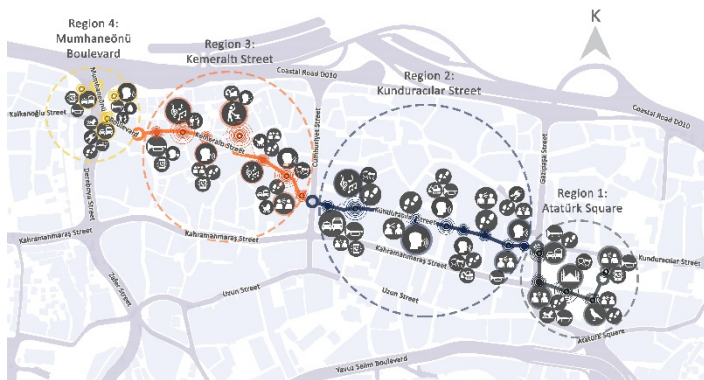 Region 4:
Mumhaneönü
Boulevard
Region 3:
Kemeraltı Street
K
Coastal Road D010
Region 2:
Kunduracılar Street
Mumhaneönü
Boulevard
Kalkanoğlu Street
Kemeraltı Street
Cumhuriyet Street
Coastal Road D010
Gazipaşa Street
Region 1:
Atatürk Square
Kunduracılar Street
Kunduracılar Street
Kahramanmaraş Street
Kahramanmaraş Street
Uzun Street
Uzun Street
Atatürk Square
Yavuz Selim Boulevard